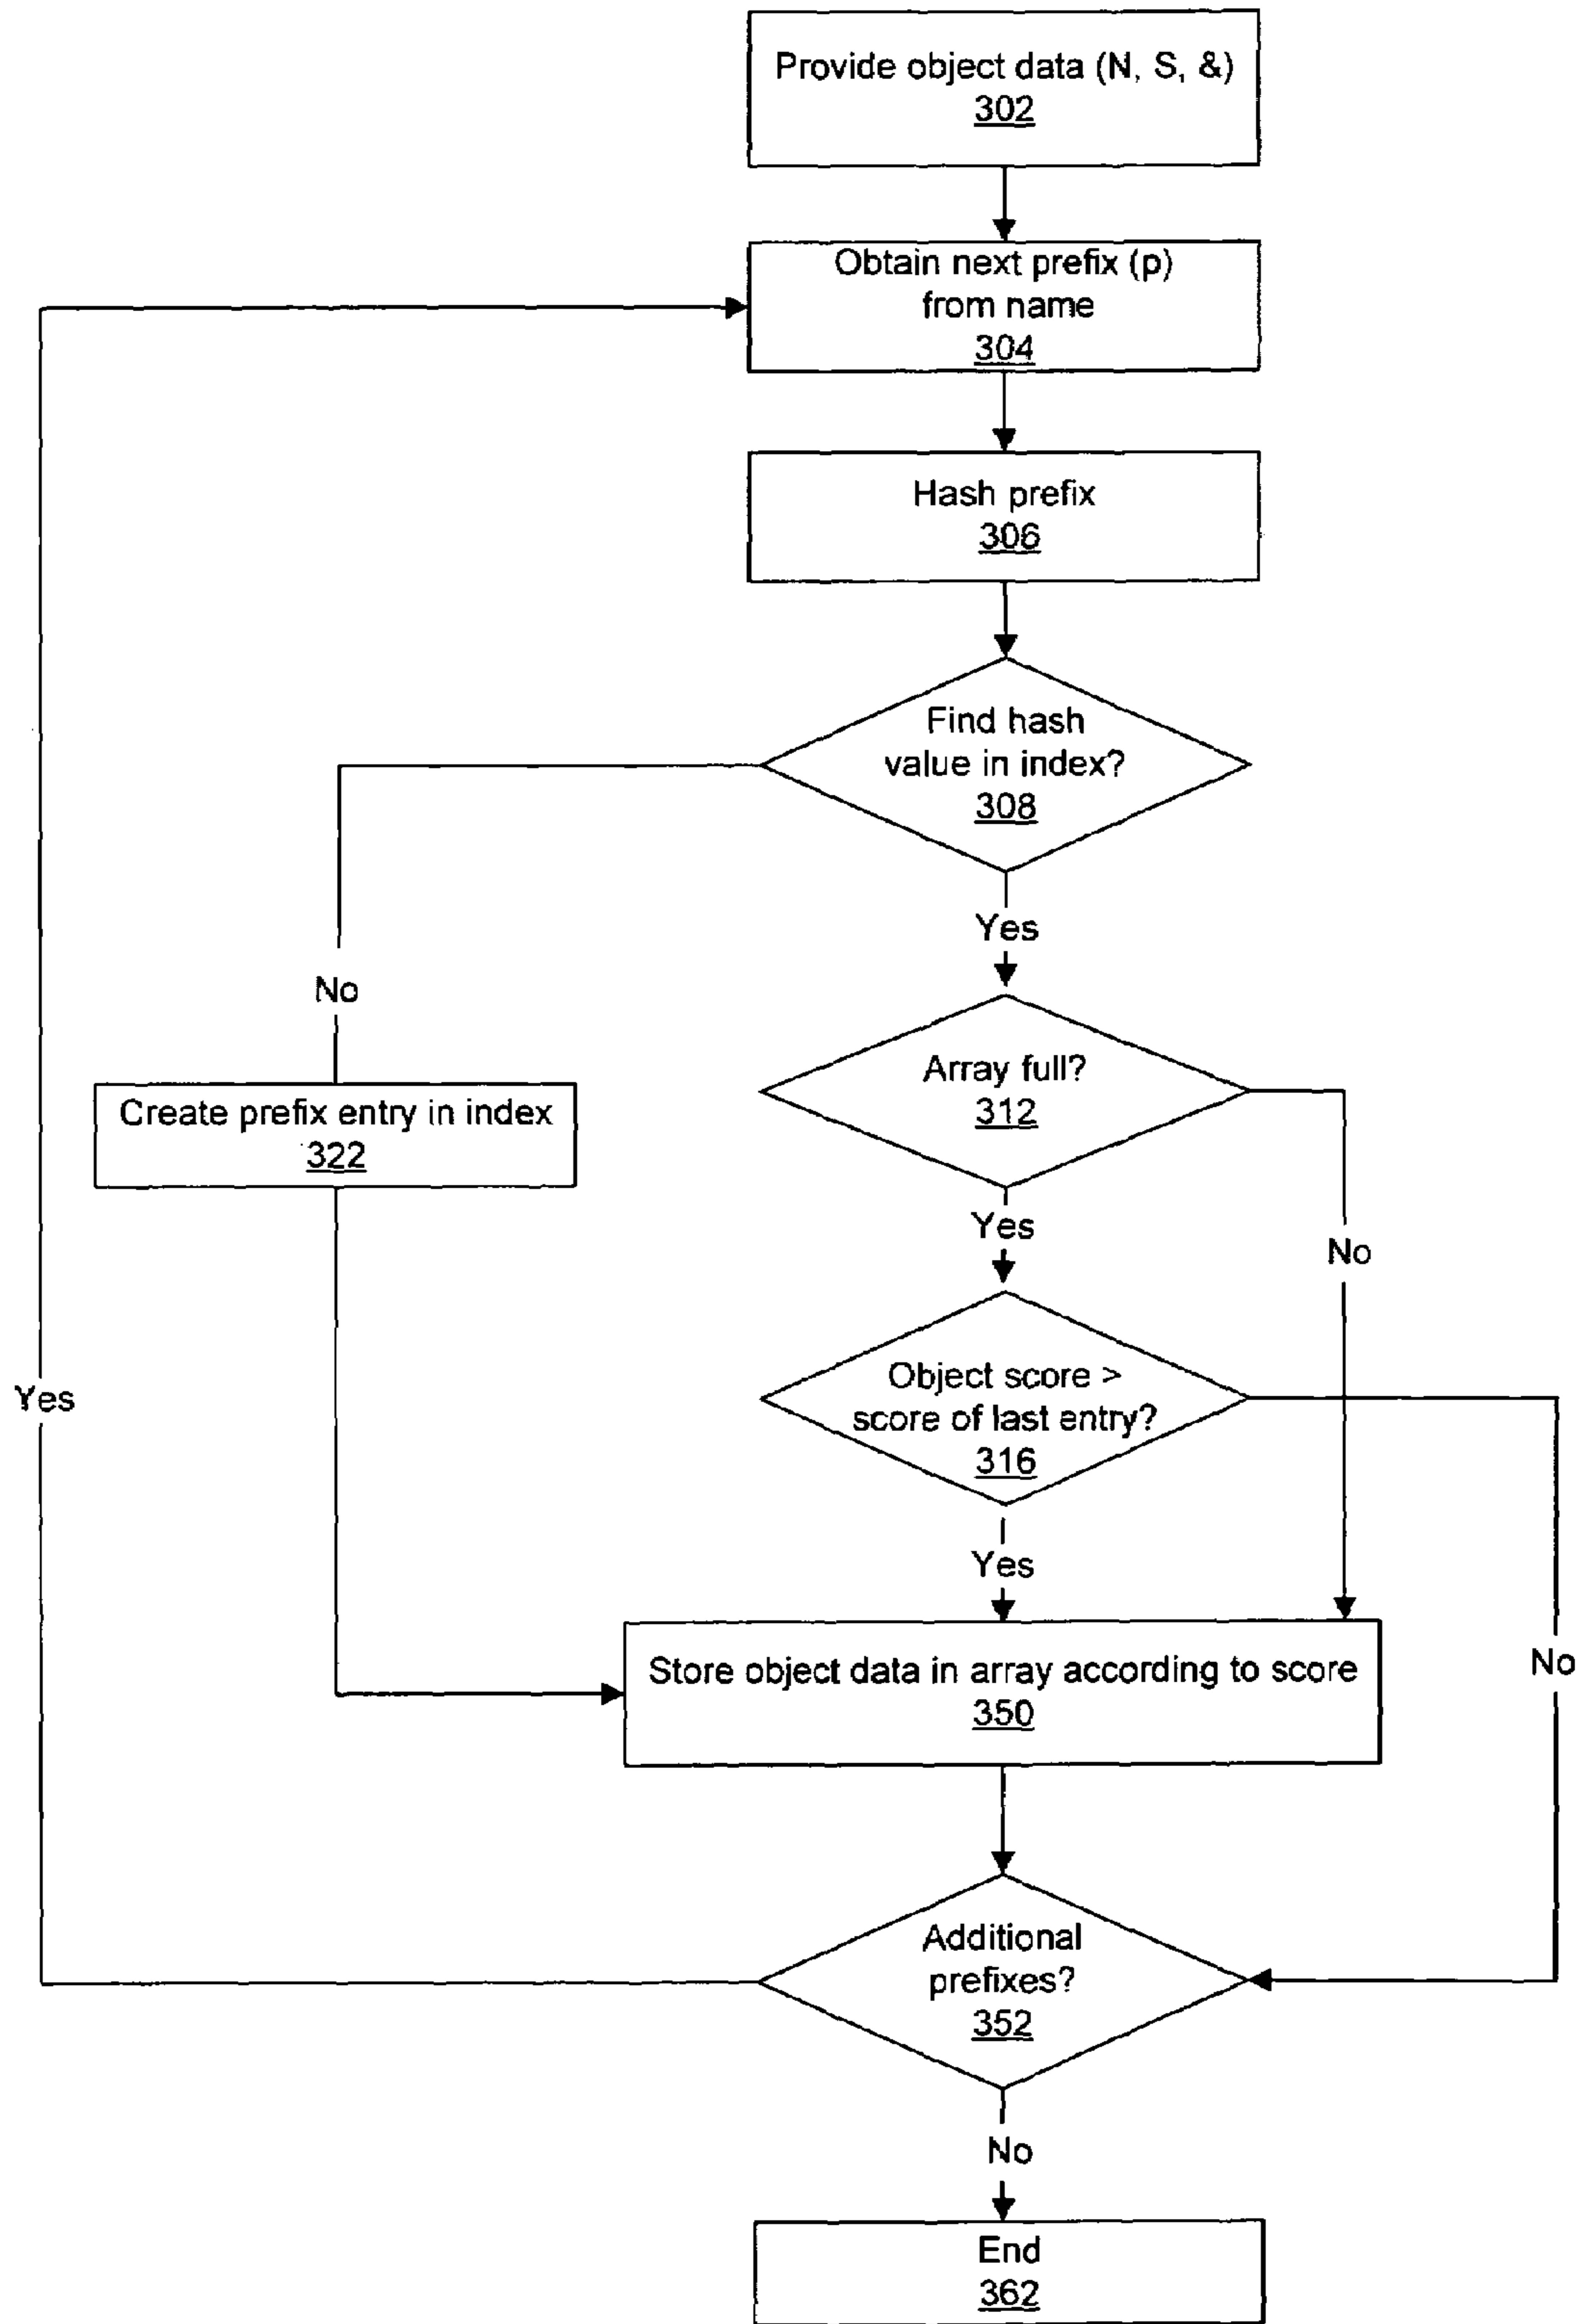 Provide object data (N, S, &)
302
Obtain next prefix (p)
from name
304
Hash prefix
306
Find hash
value in index?
308
Yes
No
Array full?
312
Create prefix entry in index
322
Yes
No
Object score >
score of last entry?
316
Yes
Yes
Store object data in array according to score
350
No
Additional
prefixes?
352
No
End
362